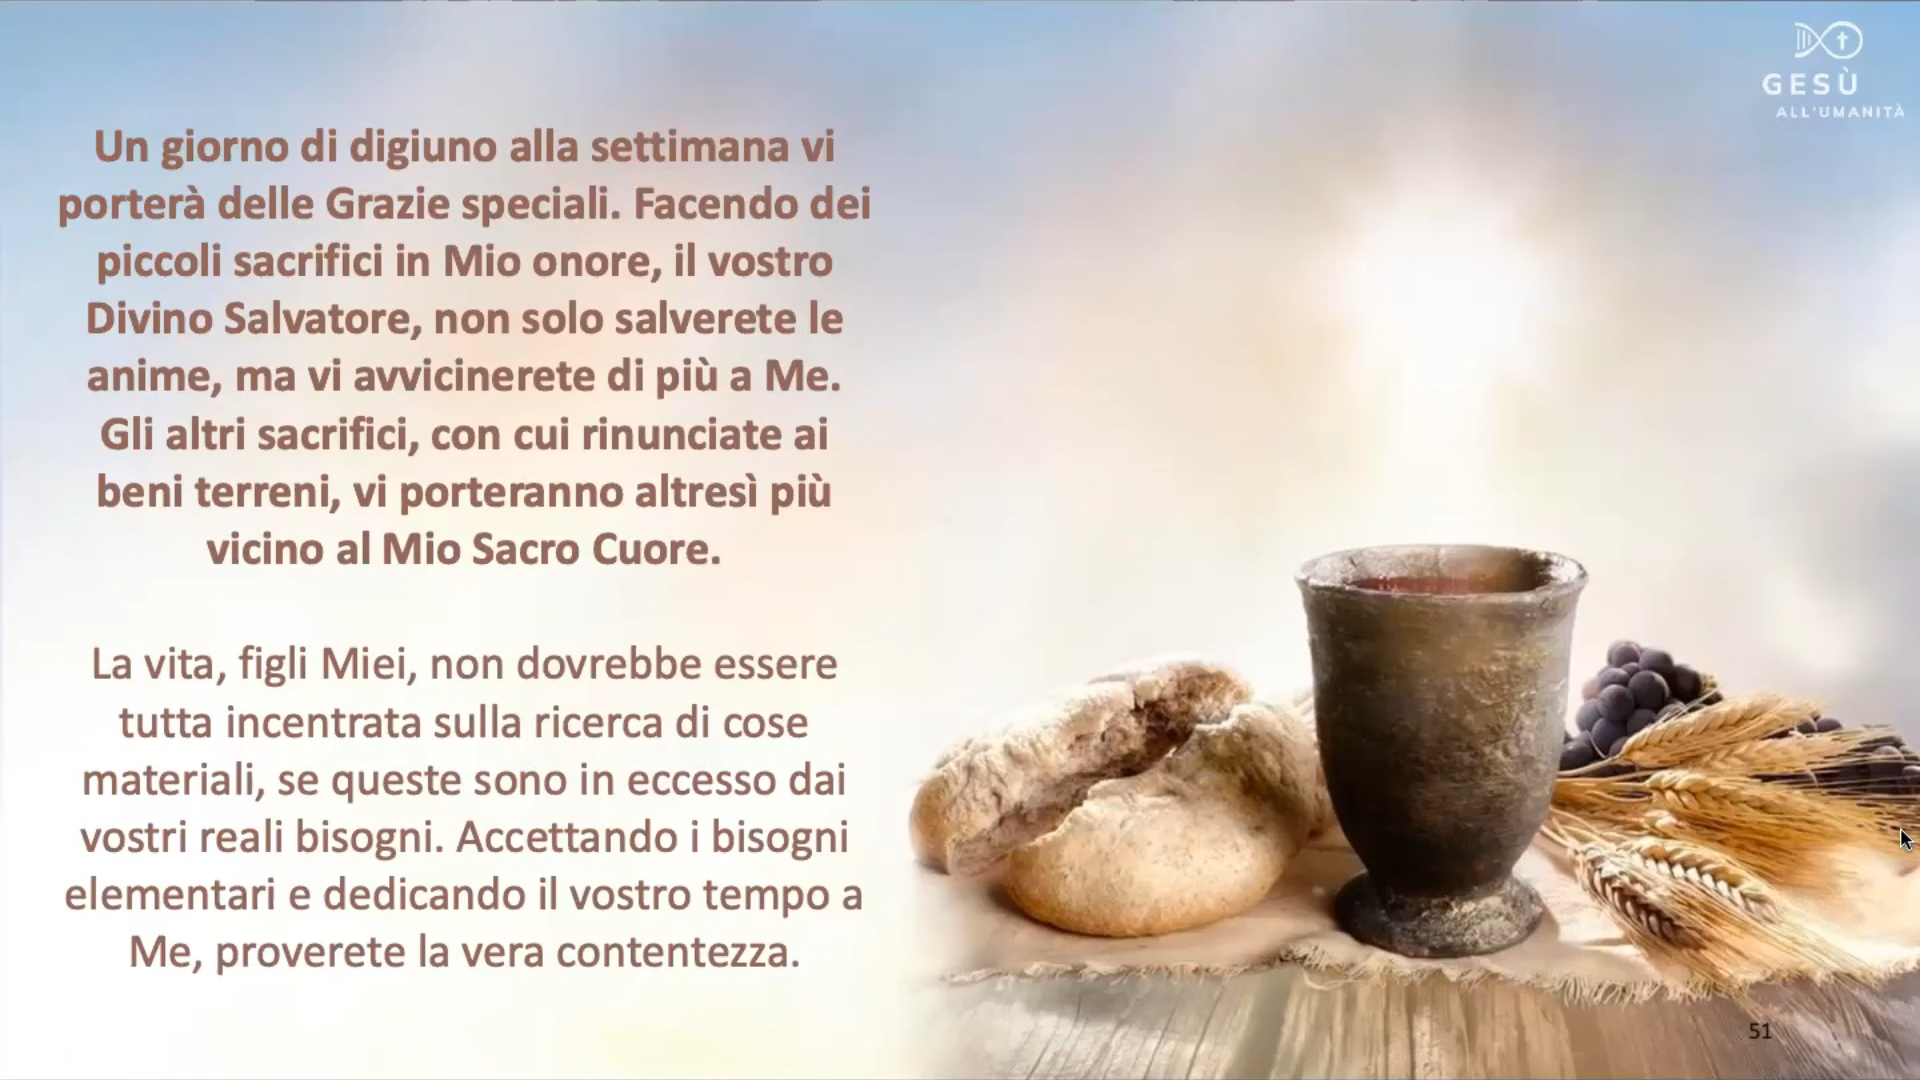 GESÙ
ALL'UMANITÀ
Un giorno di digiuno alla settimana vi
porterà delle Grazie speciali. Facendo dei
piccoli sacrifici in Mio onore, il vostro
Divino Salvatore, non solo salverete le
anime, ma vi avvicinerete di più a Me.
Gli altri sacrifici, con cui rinunciate ai
beni terreni, vi porteranno altresì più
vicino al Mio Sacro Cuore.
La vita, figli Miei, non dovrebbe essere
tutta incentrata sulla ricerca di cose
materiali, se queste sono in eccesso dai
vostri reali bisogni. Accettando i bisogni
elementari e dedicando il vostro tempo a
Me, proverete la vera contentezza.
51